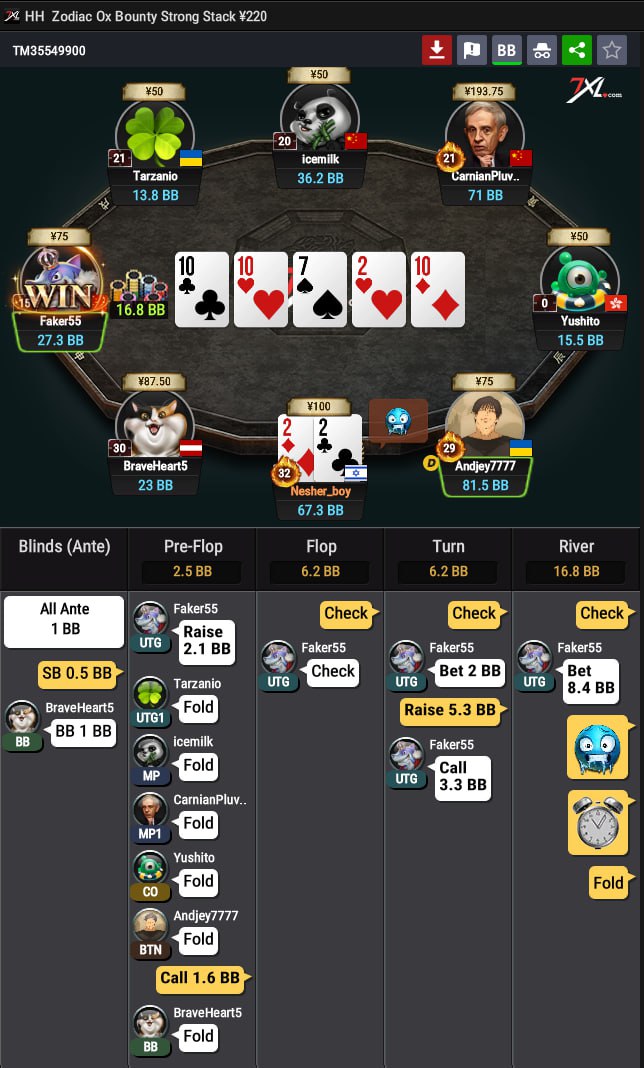 HH Zodiac Ox Bounty Strong Stack ¥220
TM35549900
BB
¥50
21
Tarzanio
13.8 BB
¥50
20
icemilk
36.2 BB
¥193.75
21
CarnianPluv..
71 BB
7XL.com
¥75
15
WIN
Faker55
27.3 BB
16.8 BB
10
10
7
2
10
¥50
0
Yushito
15.5 BB
¥87.50
30
BraveHeart5
23 BB
¥100
2
2
32
Nesher_boy
67.3 BB
¥75
29
D
Andjey7777
81.5 BB
Blinds (Ante)
All Ante
1 BB
SB 0.5 BB
BraveHeart5
BB
BB 1 BB
Pre-Flop
2.5 BB
Faker55
UTG
Raise
2.1 BB
Tarzanio
UTG1
Fold
icemilk
MP
Fold
CarnianPluv..
MP1
Fold
Yushito
CO
Fold
Andjey7777
BTN
Fold
Call 1.6 BB
BraveHeart5
BB
Fold
Flop
6.2 BB
Check
Faker55
UTG
Check
Turn
6.2 BB
Check
Faker55
UTG
Bet 2 BB
Raise 5.3 BB
Faker55
UTG
Call
3.3 BB
River
16.8 BB
Check
Faker55
UTG
Bet
8.4 BB
Fold